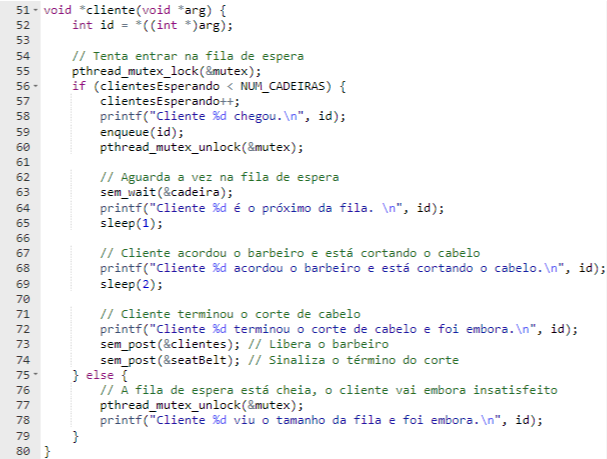 51 void *cliente(void *arg) {
52     int id = *((int *)arg);
53
54     // Tenta entrar na fila de espera
55     pthread_mutex_lock(&mutex);
56     if (clientesEsperando < NUM_CADEIRAS) {
57         clientesEsperando++;
58         printf("Cliente %d chegou.\n", id);
59         enqueue(id);
60         pthread_mutex_unlock(&mutex);
61
62         // Aguarda a vez na fila de espera
63         sem_wait(&cadeira);
64         printf("Cliente %d é o próximo da fila. \n", id);
65         sleep(1);
66
67         // Cliente acordou o barbeiro e está cortando o cabelo
68         printf("Cliente %d acordou o barbeiro e está cortando o cabelo.\n", id);
69         sleep(2);
70
71         // Cliente terminou o corte de cabelo
72         printf("Cliente %d terminou o corte de cabelo e foi embora.\n", id);
73         sem_post(&clientes); // Libera o barbeiro
74         sem_post(&seatBelt); // Sinaliza o término do corte
75     } else {
76         // A fila de espera está cheia, o cliente vai embora insatisfeito
77         pthread_mutex_unlock(&mutex);
78         printf("Cliente %d viu o tamanho da fila e foi embora.\n", id);
79     }
80 }